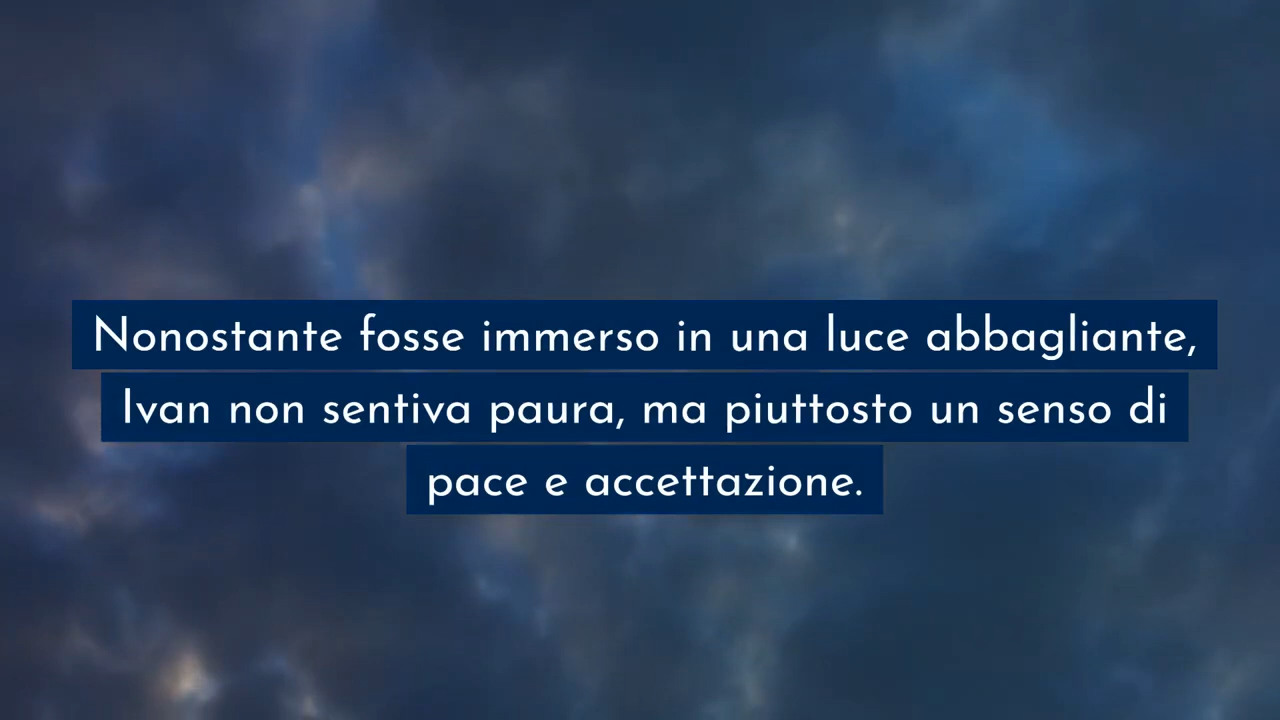 Nonostante fosse immerso in una luce abbagliante,
Ivan non sentiva paura, ma piuttosto un senso di
pace e accettazione.